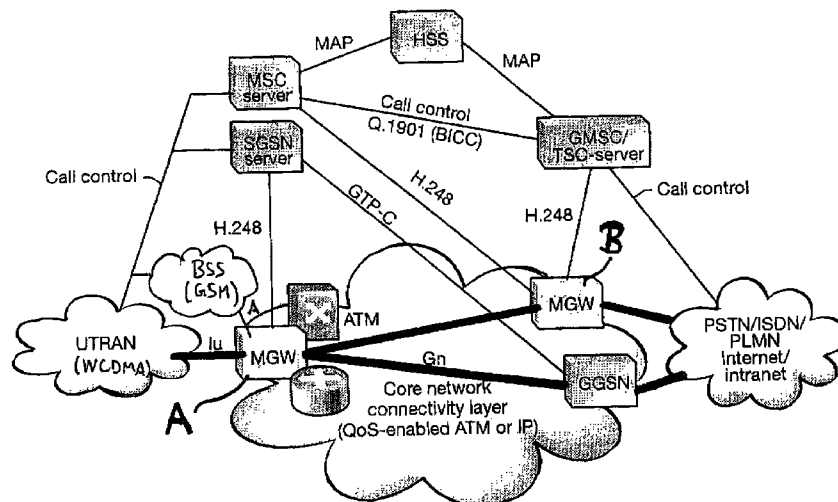 HSS
MAP
MAP
MSC
server
Call control
Q.1901 (BICC)
GMSC/
TSC-server
SGSN
server
Call control
H.248
GTP-C
H.248
H.248
Call control
B
BSS
(GSM)
A
ATM
MGW
UTRAN
(WCDMA)
Iu
MGW
Gn
GGSN
PSTN/ISDN/
PLMN
Internet/
intranet
A
Core network
connectivity layer
(QoS-enabled ATM or IP)